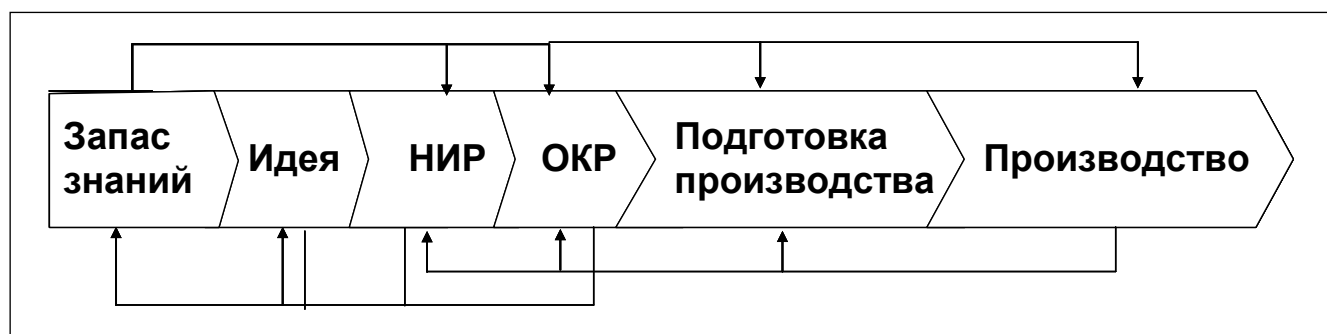 Запас
знаний
Идея
НИР
ОКР
Подготовка
производства
Производство